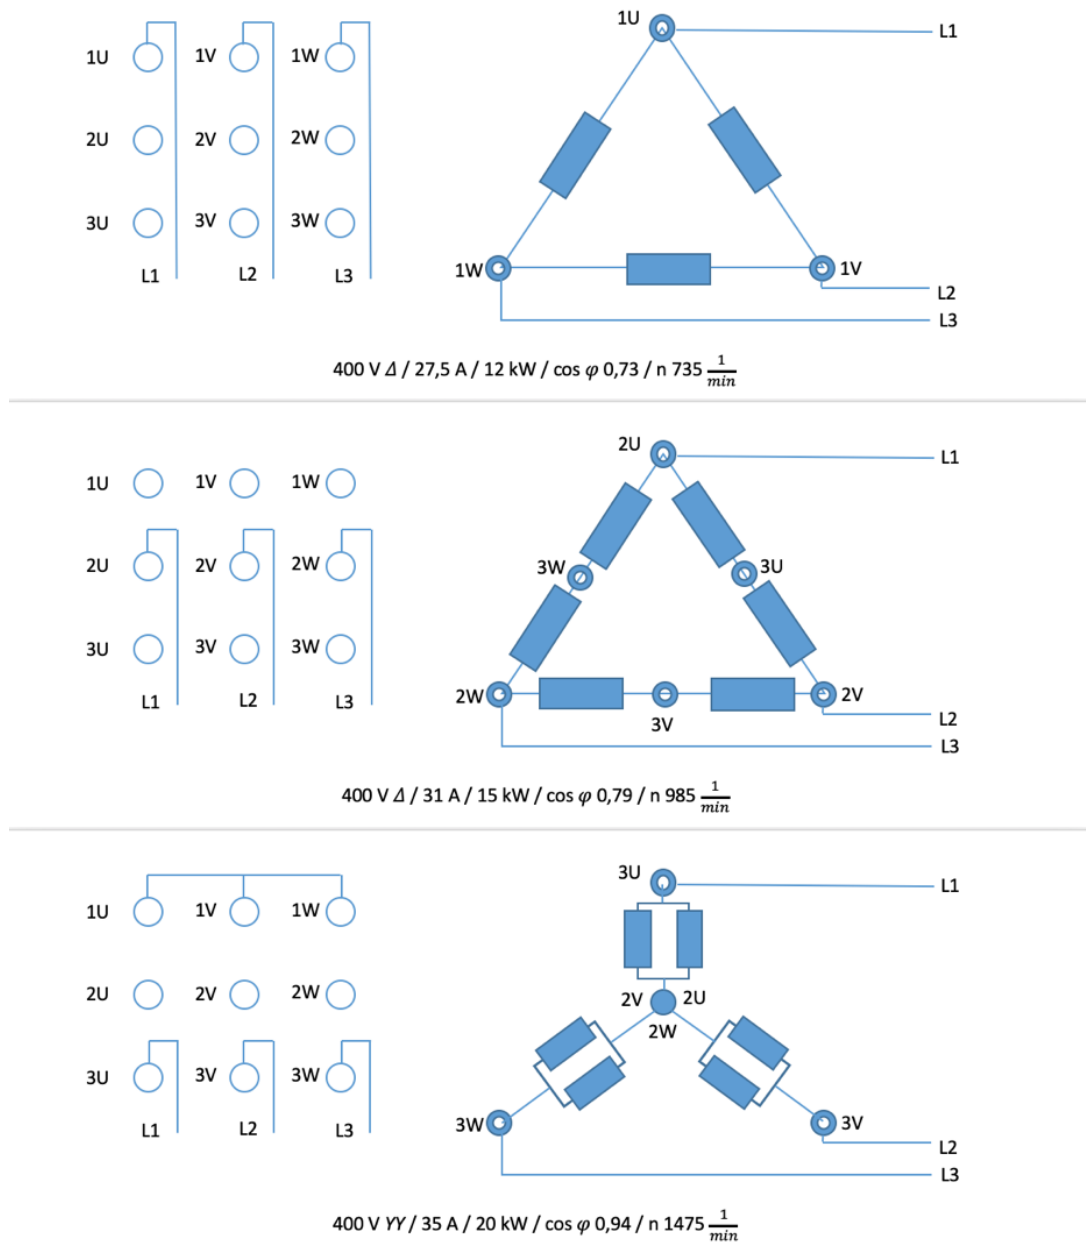 1U 1V 1W 1U L1
2U 2V 2W
3U 3V 3W
L1 L2 L3 1W 1V
L2
L3
400 V Δ / 27,5 A / 12 kW / cos φ 0,73 / n 735 1/min
2U L1
1U 1V 1W
2U 2V 2W 3W 3U
3U 3V 3W
L1 L2 L3 2W 3V 2V
L2
L3
400 V Δ / 31 A / 15 kW / cos φ 0,79 / n 985 1/min
3U L1
1U 1V 1W
2U 2V 2W 2V 2U
2W
3U 3V 3W
L1 L2 L3 3W 3V
L2
L3
400 V YY / 35 A / 20 kW / cos φ 0,94 / n 1475 1/min